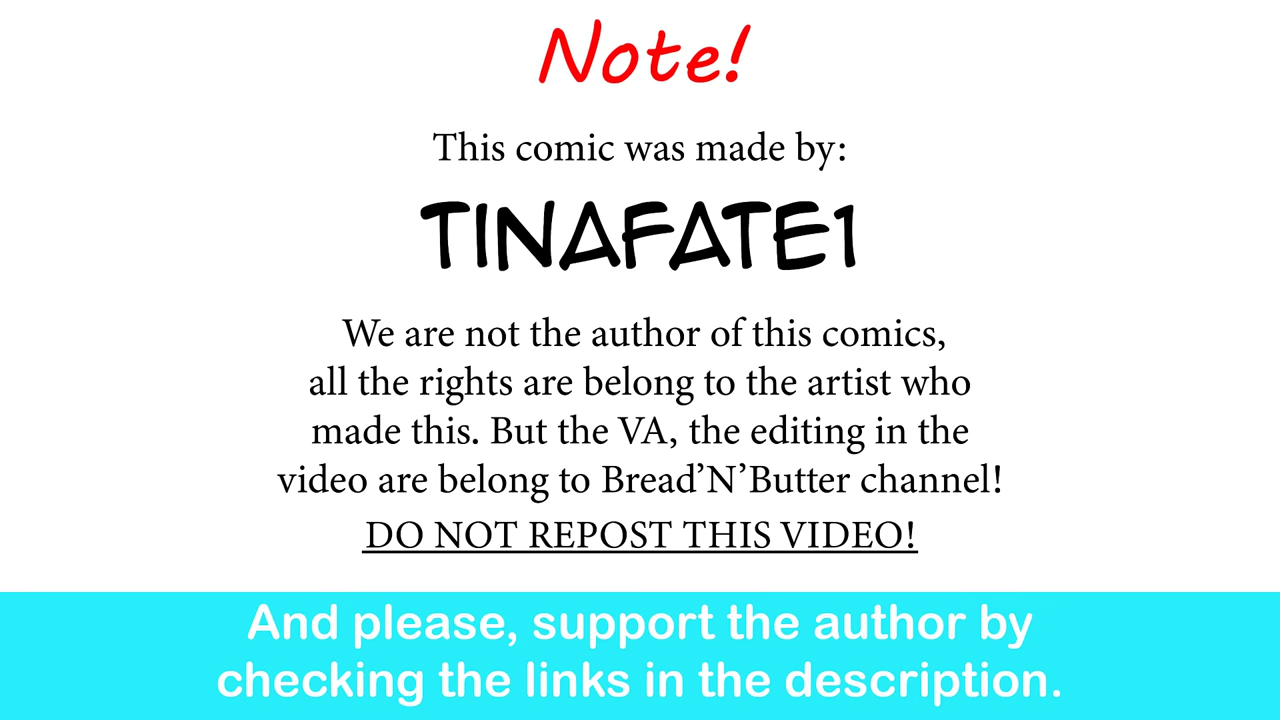 Note!
This comic was made by:
TINAFATE1
We are not the author of this comics,
all the rights are belong to the artist who
made this. But the VA, the editing in the
video are belong to Bread’N’Butter channel!
DO NOT REPOST THIS VIDEO!
And please, support the author by
checking the links in the description.